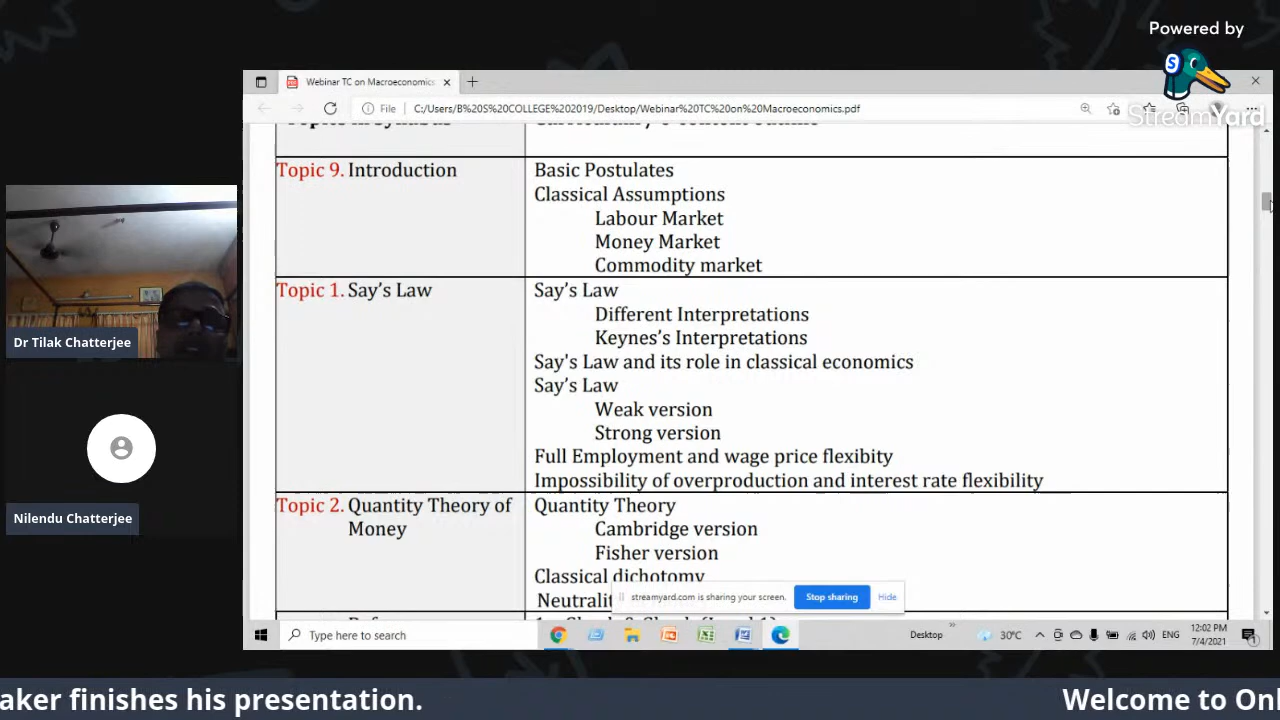 Powered by
S
StreamYard
Webinar TC on Macroeconomics
File
C:/Users/B%20S%20COLLEGE%202019/Desktop/Webinar%20TC%20on%20Macroeconomics.pdf
Topic 9. Introduction
Basic Postulates
Classical Assumptions
Labour Market
Money Market
Commodity market
Topic 1. Say's Law
Say's Law
Different Interpretations
Keynes's Interpretations
Say's Law and its role in classical economics
Say's Law
Weak version
Strong version
Full Employment and wage price flexibity
Impossibility of overproduction and interest rate flexibility
Topic 2. Quantity Theory of
Money
Quantity Theory
Cambridge version
Fisher version
Classical dichotomy
streamyard.com is sharing your screen.
Stop sharing
Hide
Dr Tilak Chatterjee
Nilendu Chatterjee
Type here to search
Desktop
30°C
ENG
12:02 PM
7/4/2021
aker finishes his presentation.
Welcome to Onl